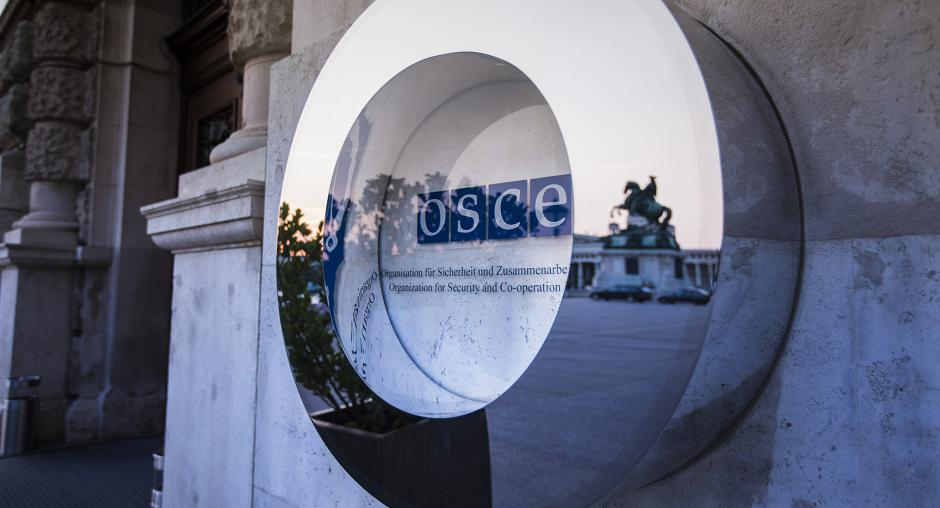 osce
Organisation für Sicherheit und Zusammenarbe
Organization for Security and Co-operation